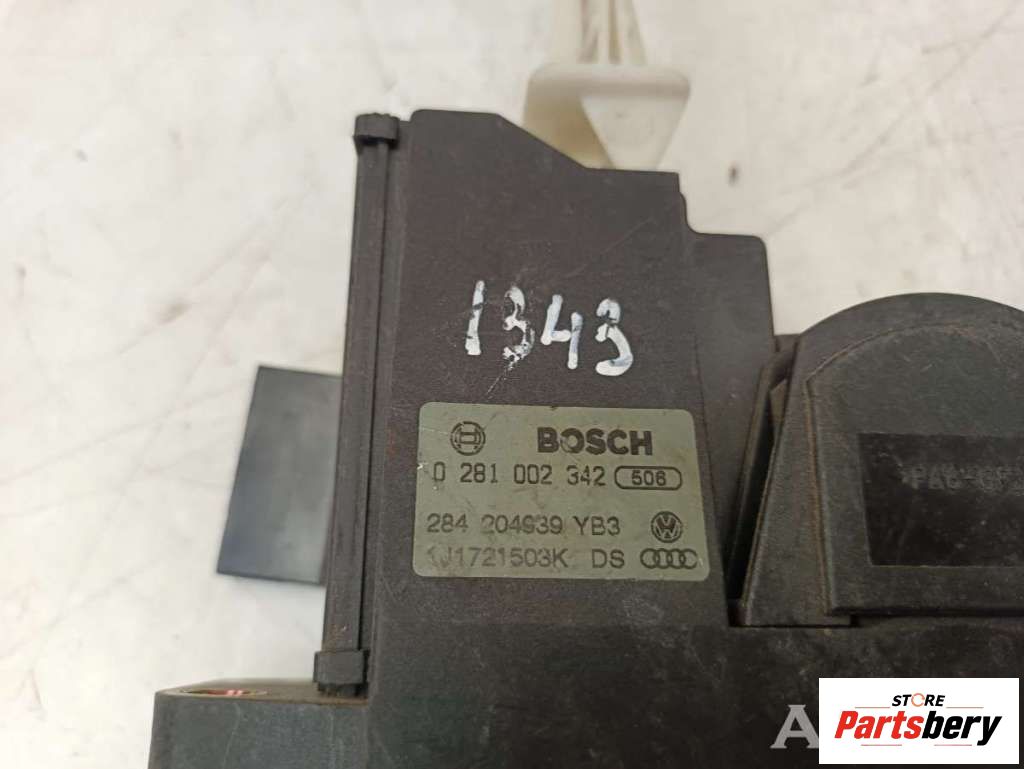 1343
BOSCH
0 281 002 342 506
284 204939 YB3
1J1721503K DS
STORE
Partsbery
A